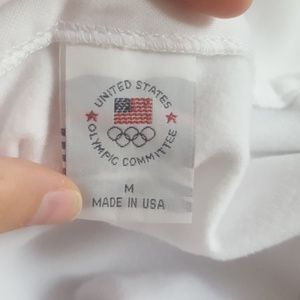 UNITED STATES
OLYMPIC COMMITTEE
M
MADE IN USA